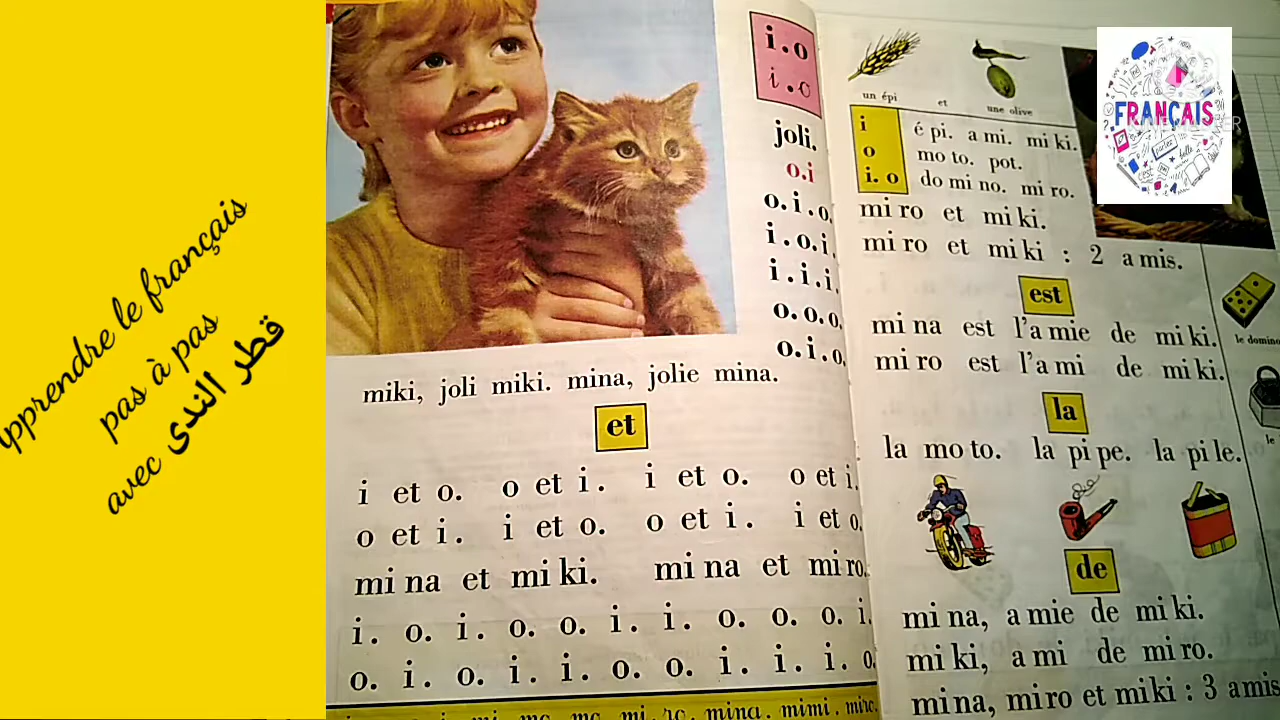 apprendre le français
pas à pas
avec قطر الندى
i.o
i.o
joli.
o.i
o.i.o.
i.o.i.
i.i.i.
o.o.o.
o.i.o.
miki, joli miki. mina, jolie mina.
et
i et o. o et i. i et o. o et i.
o et i. i et o. o et i. i et o.
mi na et mi ki. mi na et mi ro.
i. o. i. o. o. i. i. o. o. o. i.
o. i. o. i. i. o. o. i. i. i. o.
mina. mimi. miro.
un épi et une olive
i é pi. a mi. mi ki.
o mo to. pot.
i. o do mi no. mi ro.
mi ro et mi ki.
mi ro et mi ki : 2 a mis.
est
mi na est l'a mie de mi ki.
mi ro est l'a mi de mi ki.
la
la mo to. la pi pe. la pi le.
de
mi na, a mie de mi ki.
mi ki, a mi de mi ro.
mi na, mi ro et mi ki : 3 amis
le domino
le
FRANÇAIS